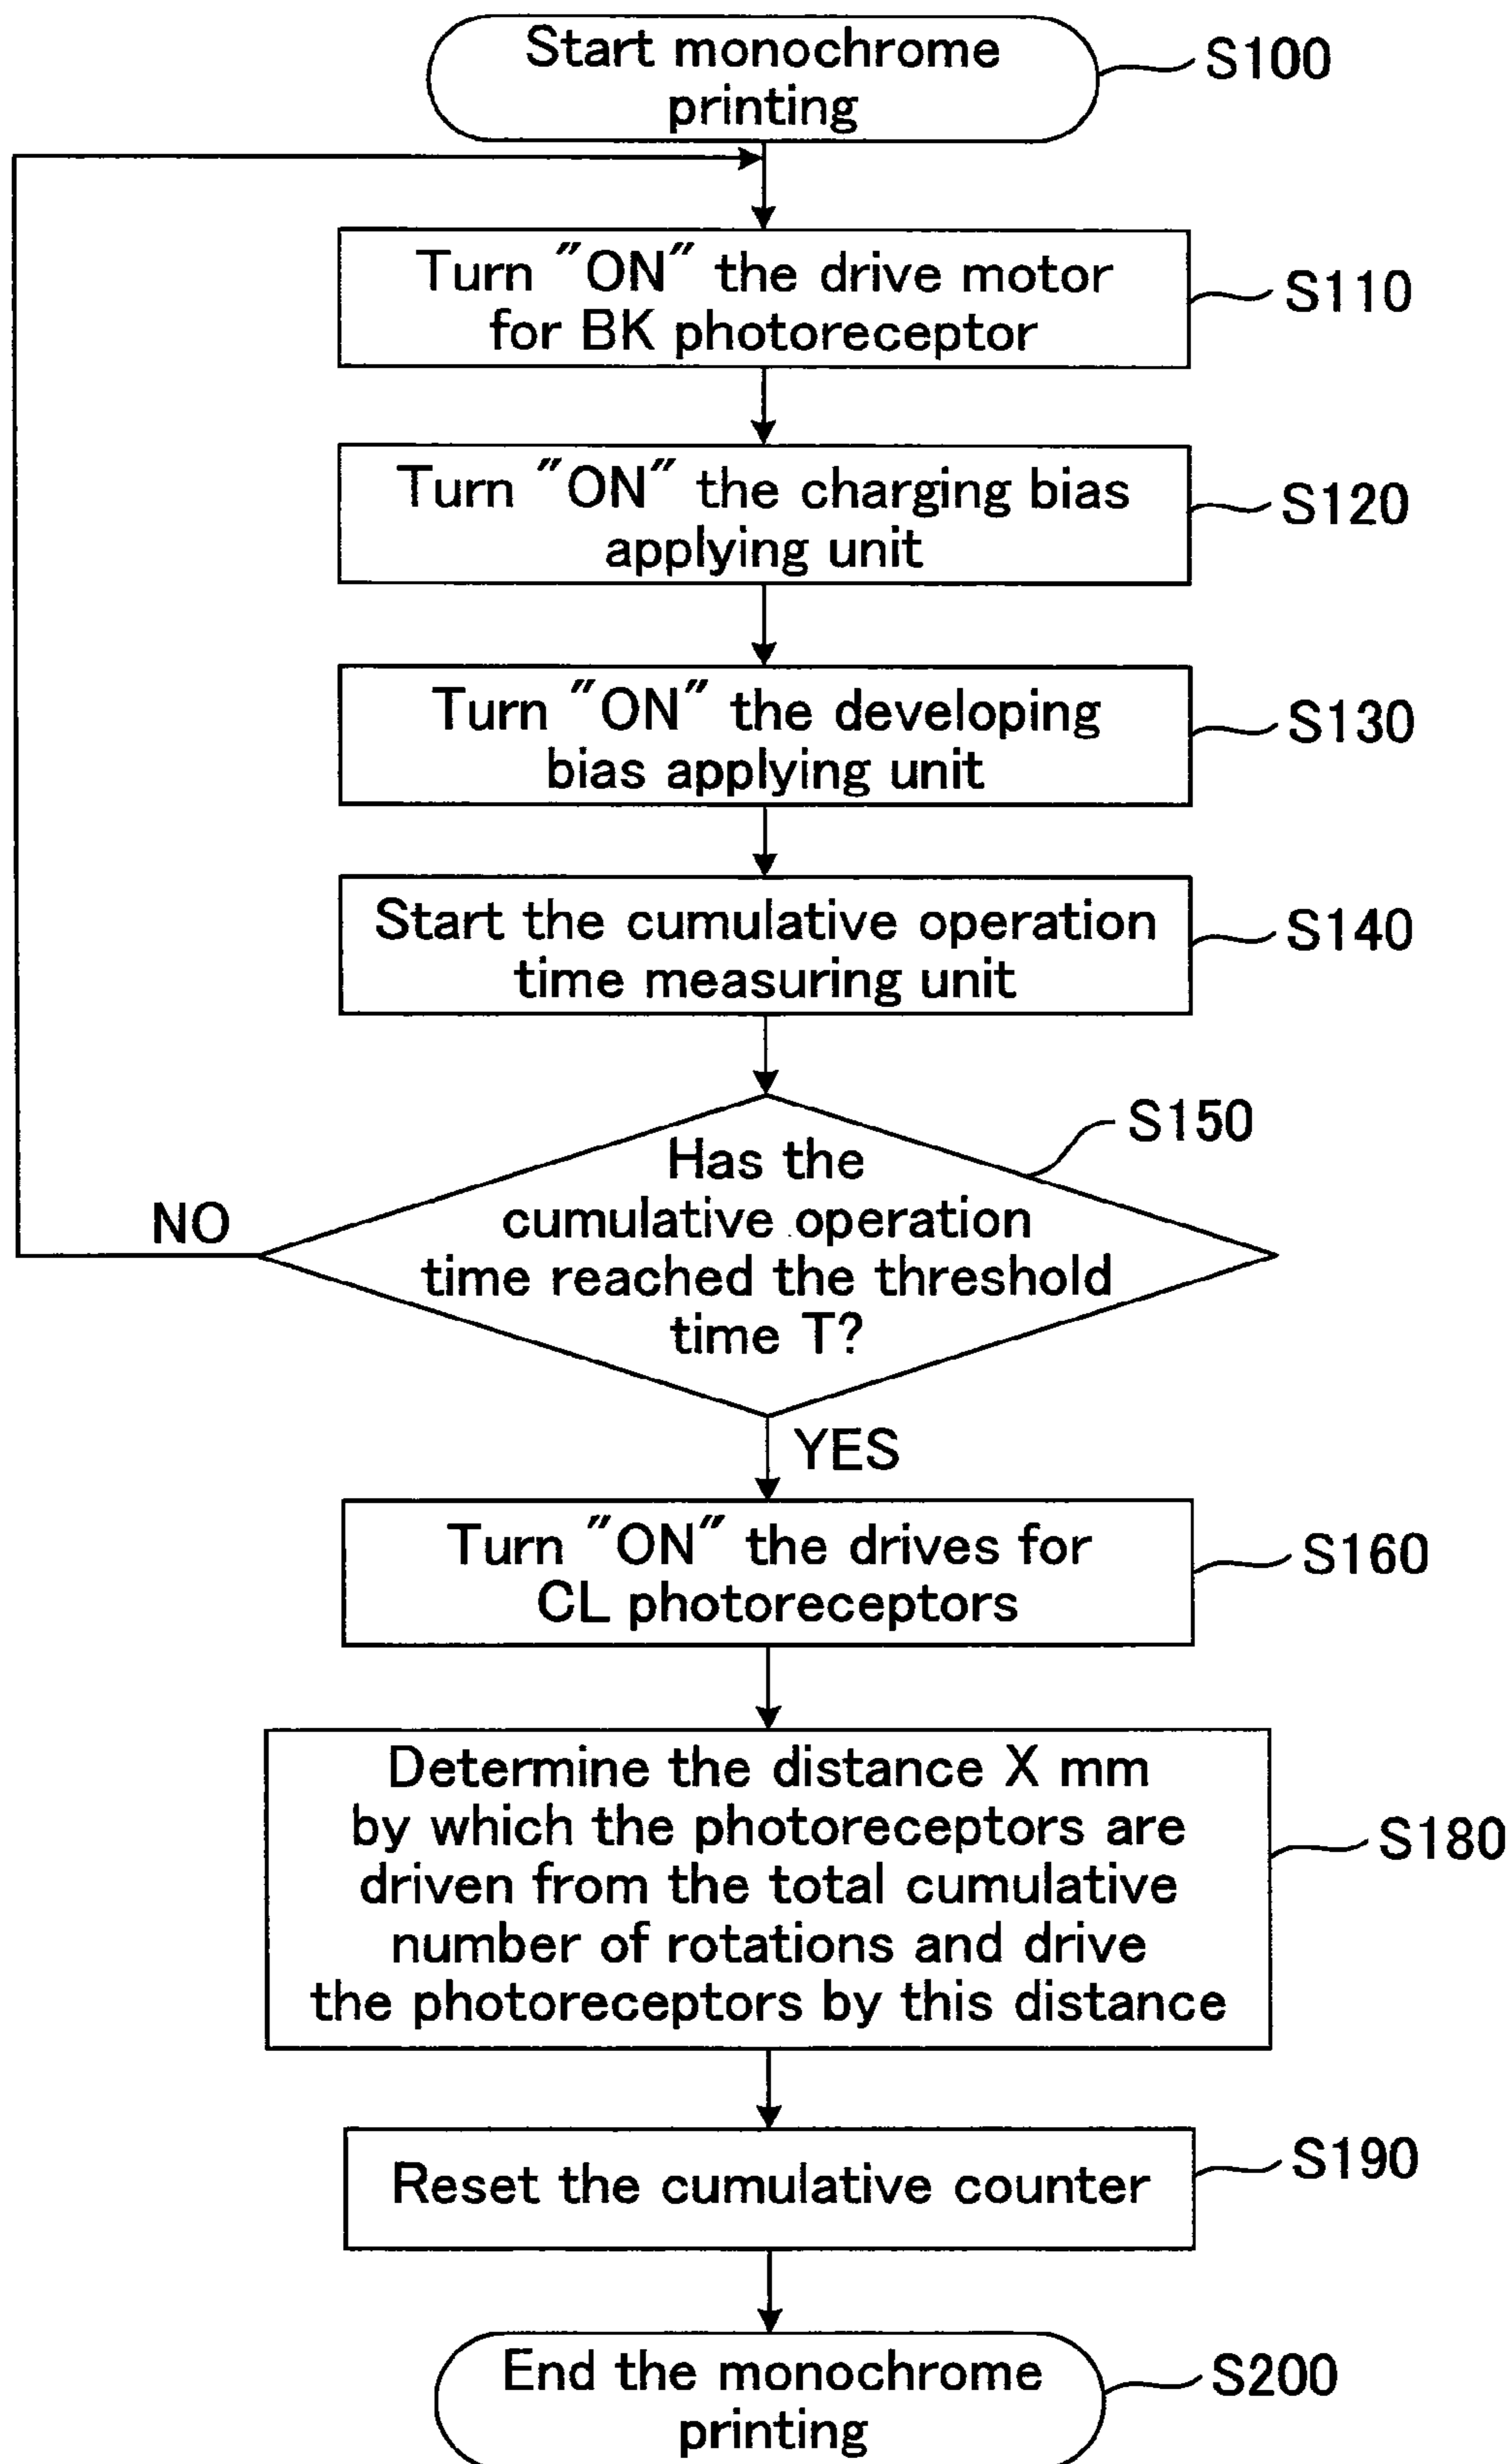 Start monochrome
printing
S100
Turn "ON" the drive motor
for BK photoreceptor
S110
Turn "ON" the charging bias
applying unit
S120
Turn "ON" the developing
bias applying unit
S130
Start the cumulative operation
time measuring unit
S140
Has the
cumulative operation
time reached the threshold
time T?
S150
NO
YES
Turn "ON" the drives for
CL photoreceptors
S160
Determine the distance X mm
by which the photoreceptors are
driven from the total cumulative
number of rotations and drive
the photoreceptors by this distance
S180
Reset the cumulative counter
S190
End the monochrome
printing
S200